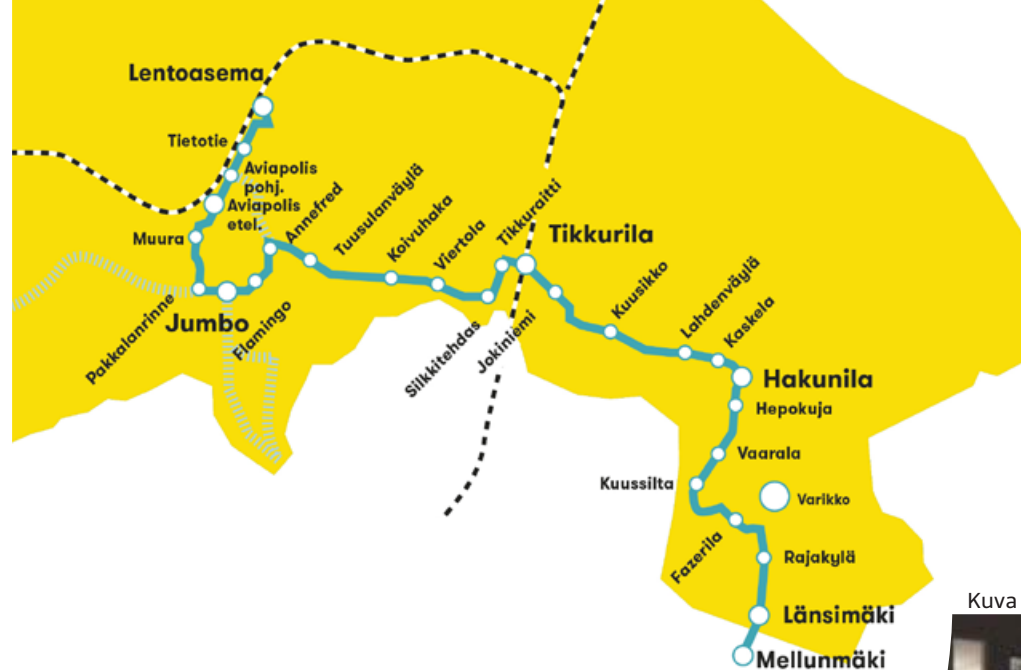 Lentoasema
Tietotie
Aviapolis
pohj.
Aviapolis
etel.
Muura
Pakkalanrinne
Jumbo
Flamingo
Annefred
Tuusulanväylä
Koivuhaka
Viertola
Silkkitehdas
Tikkuraitti
Tikkurila
Jokiniemi
Kuusikko
Lahdenväylä
Kaskela
Hakunila
Hepokuja
Vaarala
Kuussilta
Varikko
Fazerila
Rajakylä
Länsimäki
Mellunmäki
Kuva